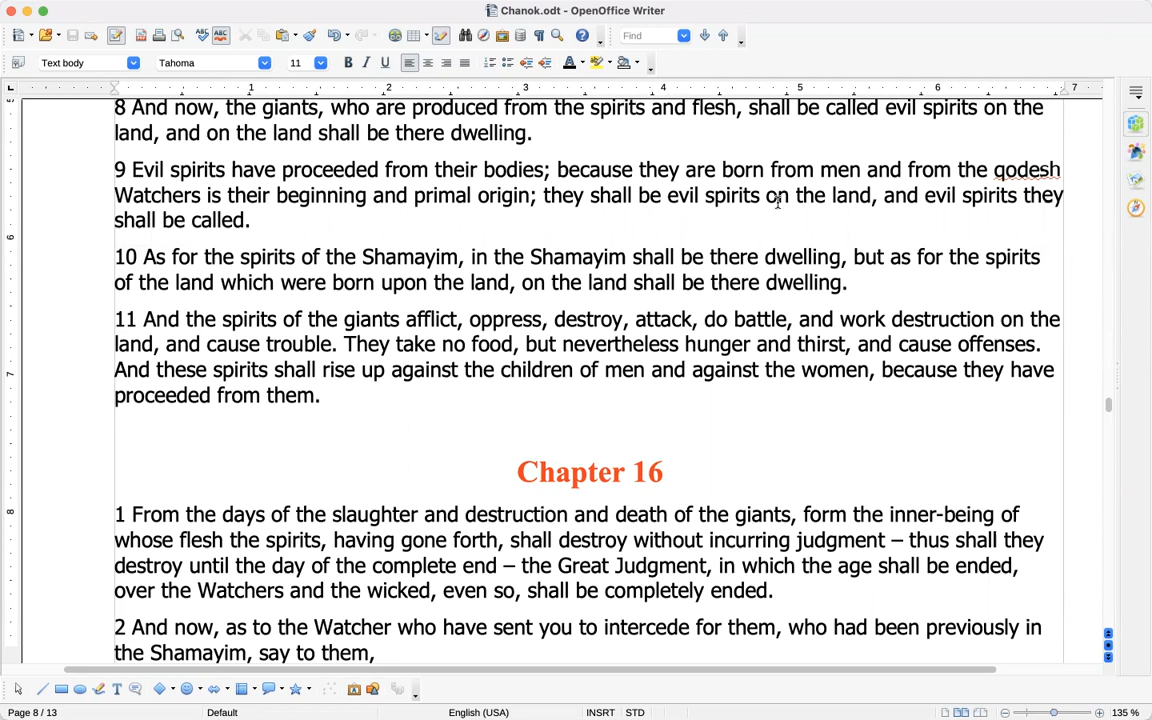 Chanok.odt - OpenOffice Writer
Find
Text body
Tahoma
11
B I U
1 2 3 4 5 6 7
8 And now, the giants, who are produced from the spirits and flesh, shall be called evil spirits on the
land, and on the land shall be there dwelling.
9 Evil spirits have proceeded from their bodies; because they are born from men and from the qodesh
Watchers is their beginning and primal origin; they shall be evil spirits on the land, and evil spirits they
shall be called.
10 As for the spirits of the Shamayim, in the Shamayim shall be there dwelling, but as for the spirits
of the land which were born upon the land, on the land shall be there dwelling.
11 And the spirits of the giants afflict, oppress, destroy, attack, do battle, and work destruction on the
land, and cause trouble. They take no food, but nevertheless hunger and thirst, and cause offenses.
And these spirits shall rise up against the children of men and against the women, because they have
proceeded from them.
Chapter 16
1 From the days of the slaughter and destruction and death of the giants, form the inner-being of
whose flesh the spirits, having gone forth, shall destroy without incurring judgment – thus shall they
destroy until the day of the complete end – the Great Judgment, in which the age shall be ended,
over the Watchers and the wicked, even so, shall be completely ended.
2 And now, as to the Watcher who have sent you to intercede for them, who had been previously in
the Shamayim, say to them,
Page 8 / 13
Default
English (USA)
INSRT
STD
135 %